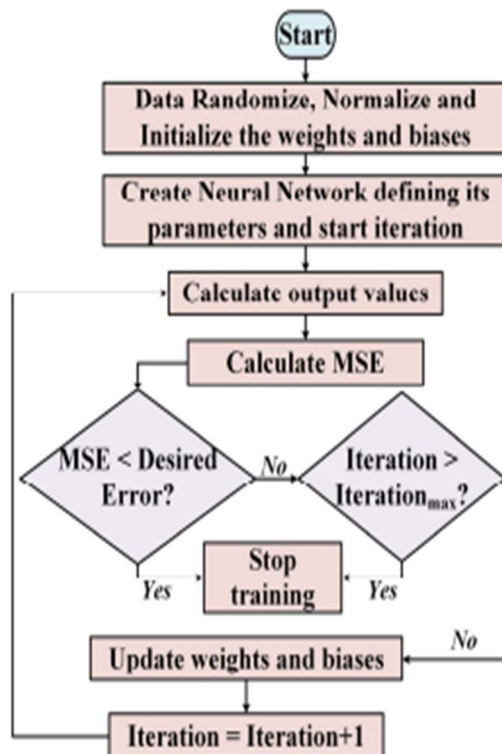 Start
Data Randomize, Normalize and
Initialize the weights and biases
Create Neural Network defining its
parameters and start iteration
Calculate output values
Calculate MSE
MSE < Desired
Error?
No
Iteration >
Iterationmax?
Stop
training
Yes
Yes
No
Update weights and biases
Iteration = Iteration+1